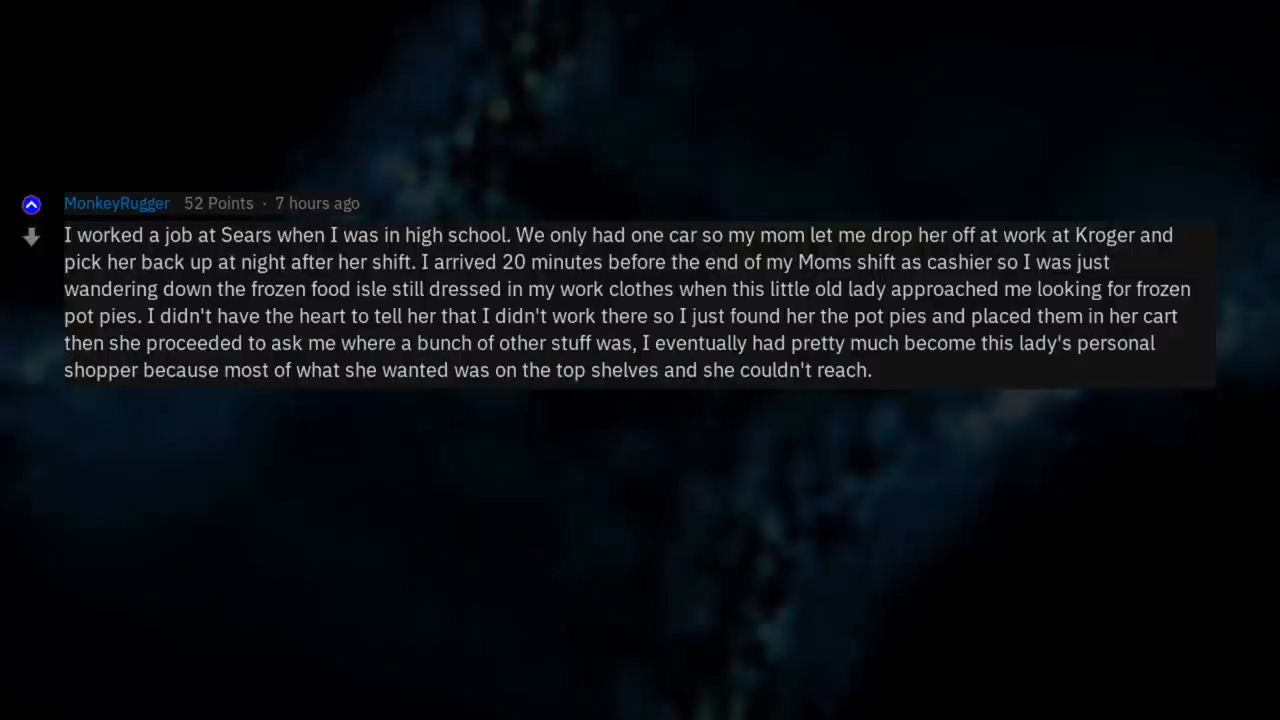 MonkeyRugger 52 Points · 7 hours ago
I worked a job at Sears when I was in high school. We only had one car so my mom let me drop her off at work at Kroger and
pick her back up at night after her shift. I arrived 20 minutes before the end of my Moms shift as cashier so I was just
wandering down the frozen food isle still dressed in my work clothes when this little old lady approached me looking for frozen
pot pies. I didn't have the heart to tell her that I didn't work there so I just found her the pot pies and placed them in her cart
then she proceeded to ask me where a bunch of other stuff was, I eventually had pretty much become this lady's personal
shopper because most of what she wanted was on the top shelves and she couldn't reach.